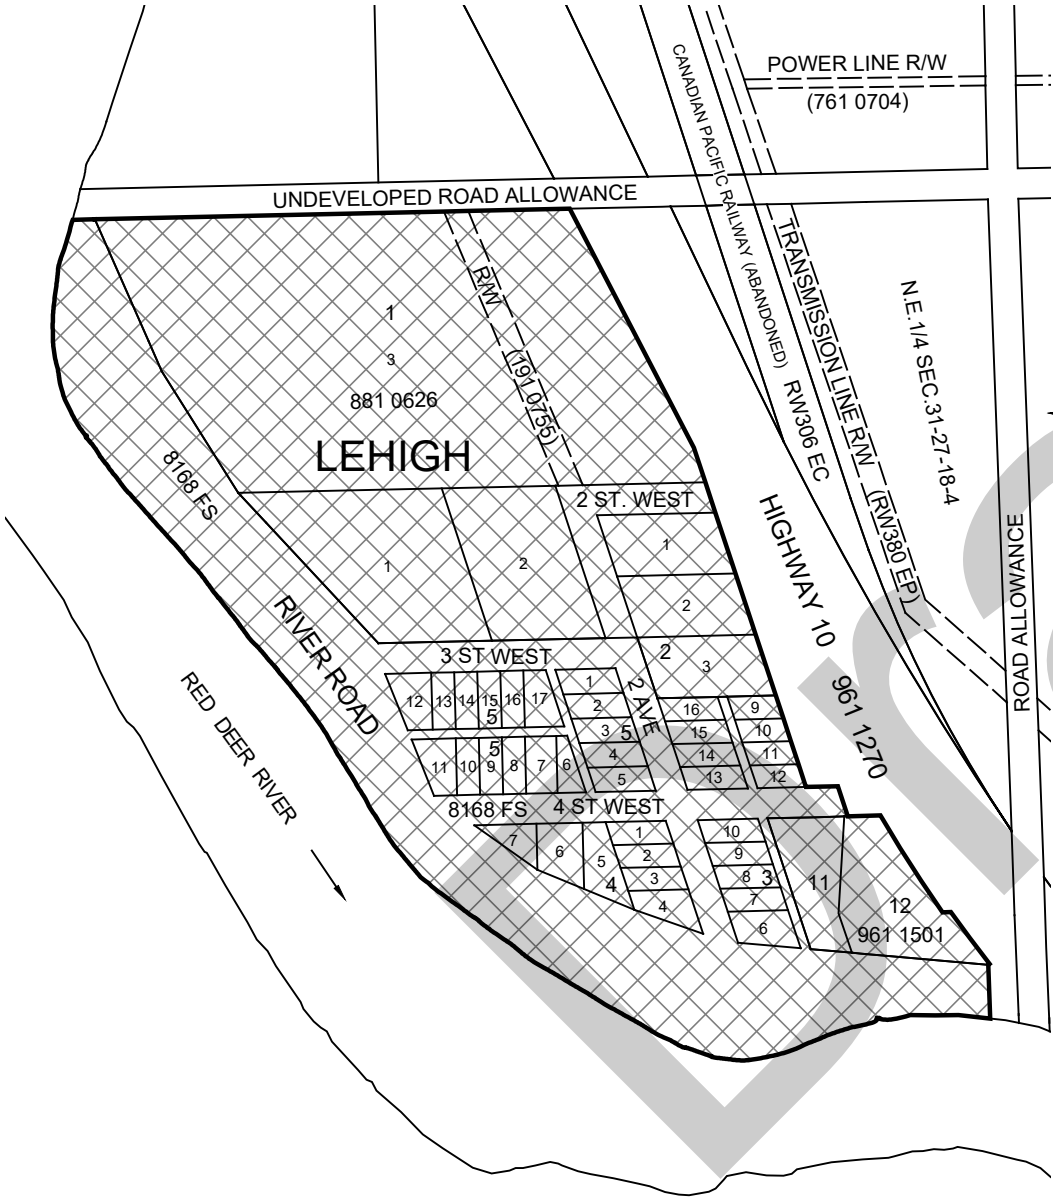 POWER LINE R/W
(761 0704)
CANADIAN PACIFIC RAILWAY (ABANDONED) RW306 EC
UNDEVELOPED ROAD ALLOWANCE
TRANSMISSION LINE R/W (RW380 EP)
N.E.1/4 SEC.31-27-18-4
R/W (191 0755)
1
3
881 0626
LEHIGH
8168 FS
2 ST. WEST
HIGHWAY 10 961 1270
ROAD ALLOWANCE
1
2
1
2
RIVER ROAD
3 ST WEST
2
3
RED DEER RIVER
2 AVE
12 13 14 15 16 17
5
1
2
3 5
4
5
16 9
15 10
14 11
13 12
5
11 10 9 8 7 6
8168 FS 4 ST WEST
7 6 5
4
1
2
3
4
10
9
8 3
7
6
11
12
961 1501
Dra